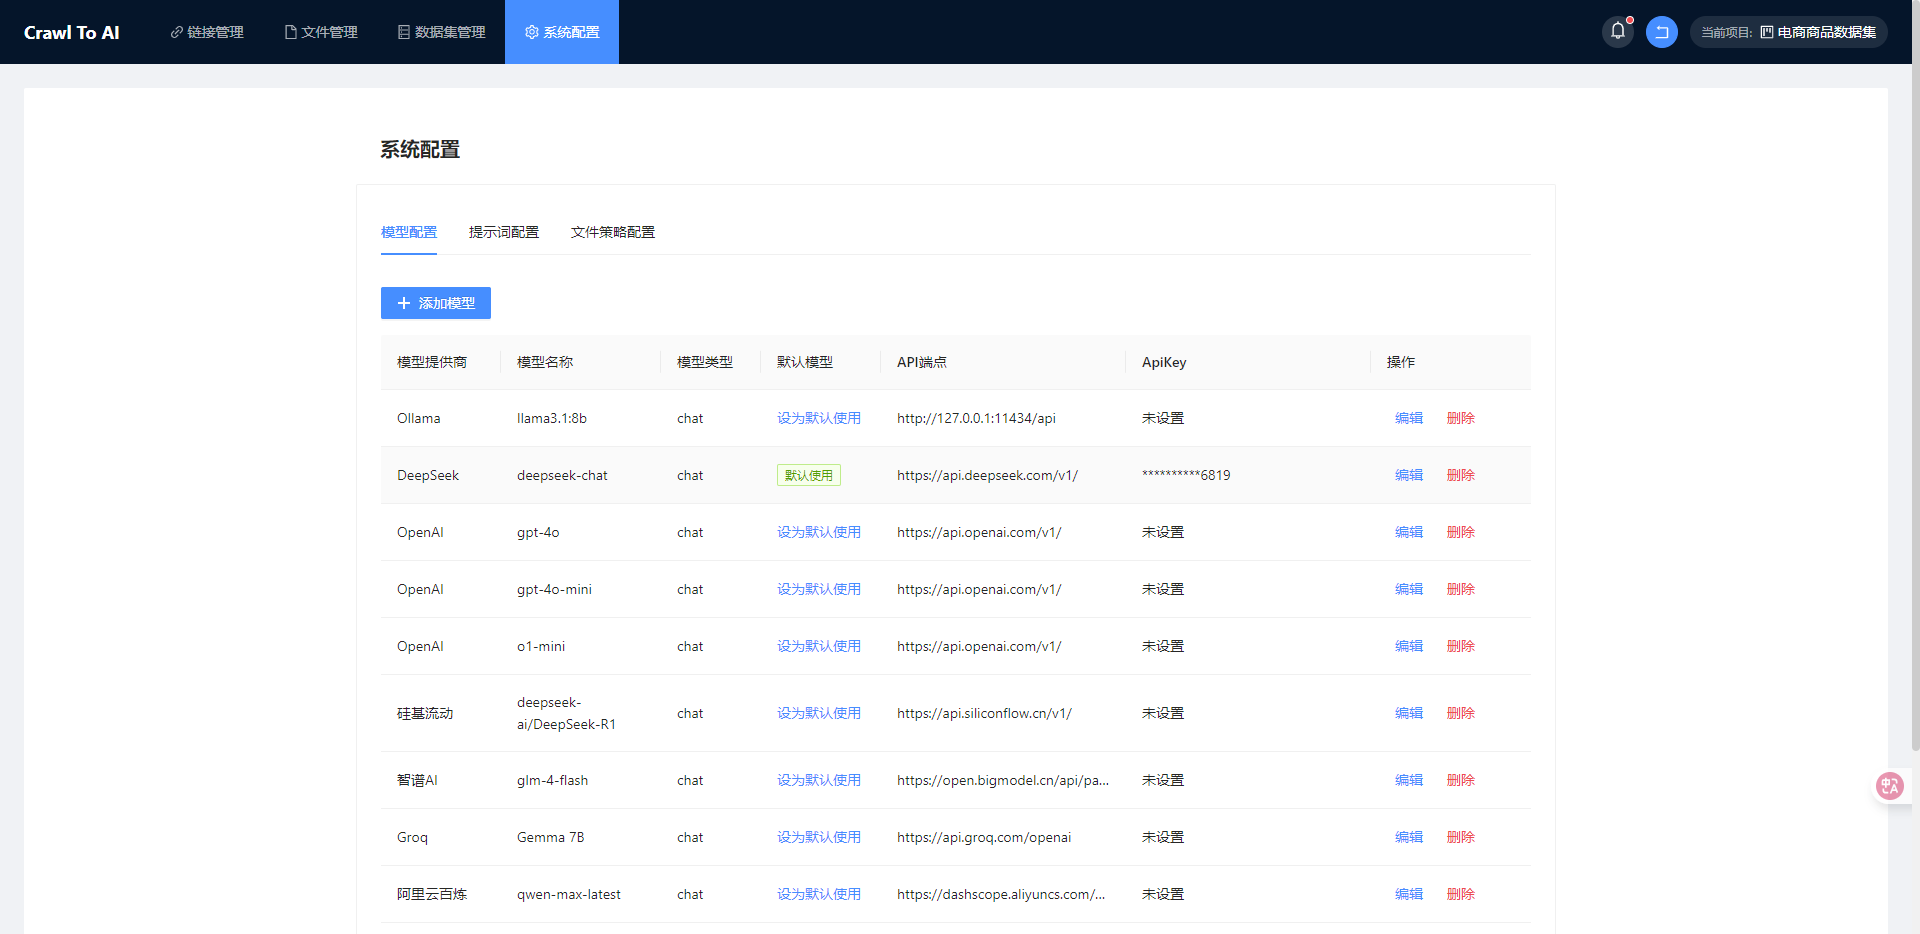 Crawl To AI 链接管理 文件管理 数据集管理 系统配置 当前项目: 电商商品数据集
系统配置
模型配置 提示词配置 文件策略配置
添加模型
模型提供商 模型名称 模型类型 默认模型 API端点 ApiKey 操作
Ollama llama3.1:8b chat 设为默认使用 http://127.0.0.1:11434/api 未设置 编辑 删除
DeepSeek deepseek-chat chat 默认使用 https://api.deepseek.com/v1/ **********6819 编辑 删除
OpenAI gpt-4o chat 设为默认使用 https://api.openai.com/v1/ 未设置 编辑 删除
OpenAI gpt-4o-mini chat 设为默认使用 https://api.openai.com/v1/ 未设置 编辑 删除
OpenAI o1-mini chat 设为默认使用 https://api.openai.com/v1/ 未设置 编辑 删除
硅基流动 deepseek-
ai/DeepSeek-R1 chat 设为默认使用 https://api.siliconflow.cn/v1/ 未设置 编辑 删除
智谱AI glm-4-flash chat 设为默认使用 https://open.bigmodel.cn/api/pa... 未设置 编辑 删除
Groq Gemma 7B chat 设为默认使用 https://api.groq.com/openai 未设置 编辑 删除
阿里云百炼 qwen-max-latest chat 设为默认使用 https://dashscope.aliyuncs.com/... 未设置 编辑 删除